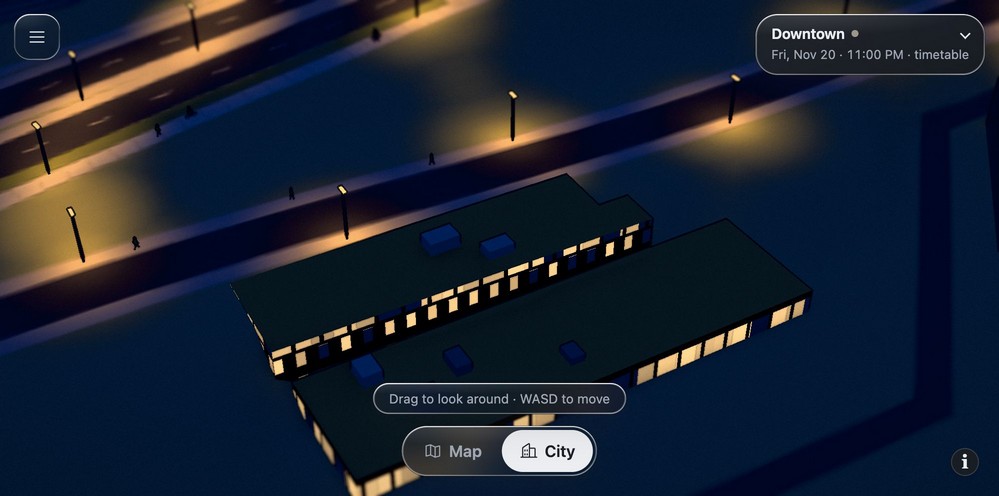 Downtown
Fri, Nov 20 · 11:00 PM · timetable
Drag to look around · WASD to move
Map
City
i